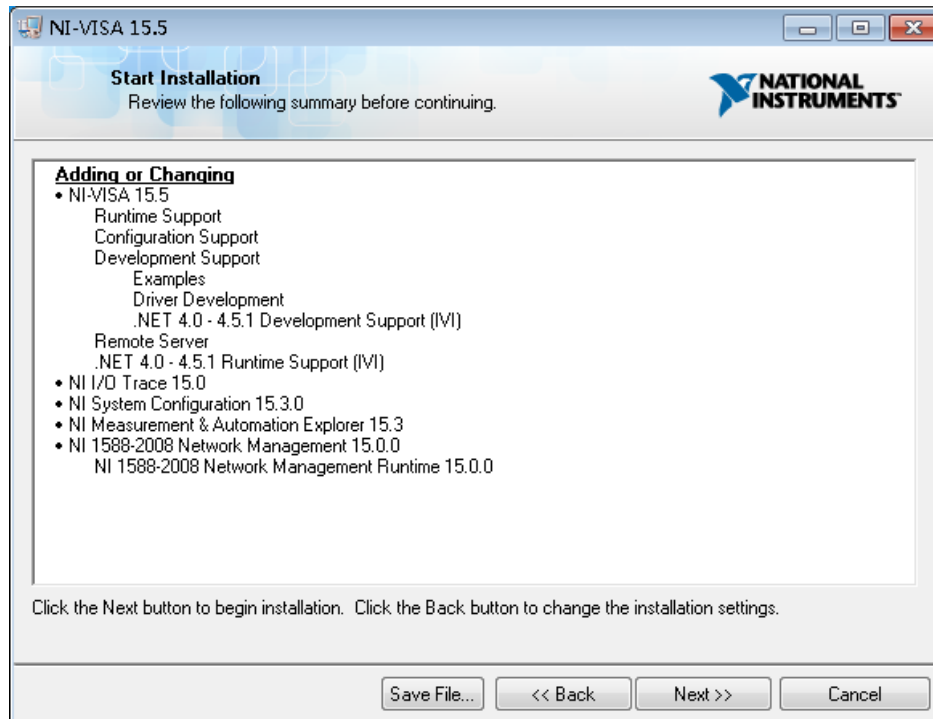 NI-VISA 15.5
Start Installation
Review the following summary before continuing.
NATIONAL
INSTRUMENTS™
Adding or Changing
• NI-VISA 15.5
Runtime Support
Configuration Support
Development Support
Examples
Driver Development
.NET 4.0 - 4.5.1 Development Support (IVI)
Remote Server
.NET 4.0 - 4.5.1 Runtime Support (IVI)
• NI I/O Trace 15.0
• NI System Configuration 15.3.0
• NI Measurement & Automation Explorer 15.3
• NI 1588-2008 Network Management 15.0.0
NI 1588-2008 Network Management Runtime 15.0.0
Click the Next button to begin installation.  Click the Back button to change the installation settings.
Save File...
<< Back
Next >>
Cancel